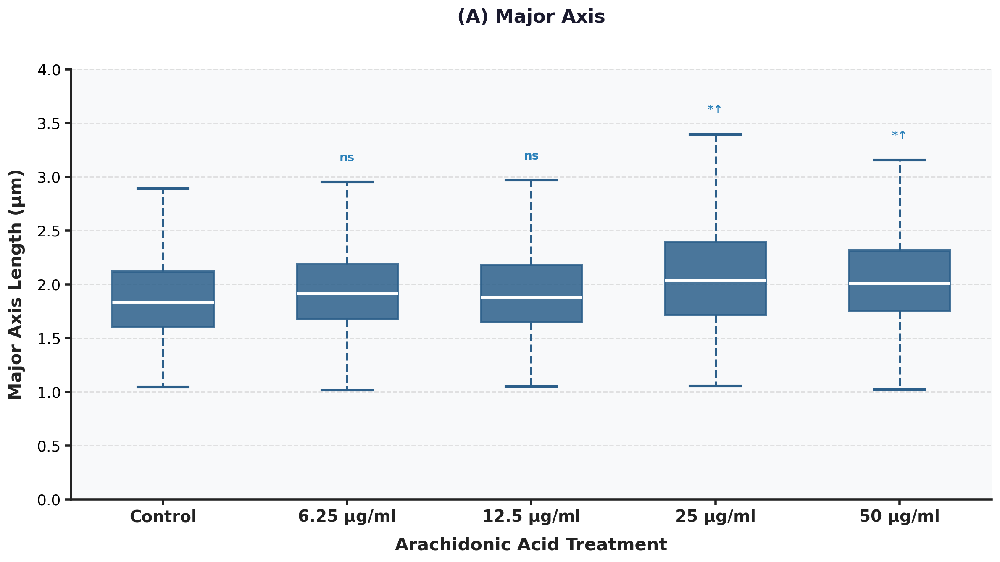 (A) Major Axis
Major Axis Length (µm)
4.0
3.5
3.0
2.5
2.0
1.5
1.0
0.5
0.0
ns
ns
*↑
*↑
Control
6.25 µg/ml
12.5 µg/ml
25 µg/ml
50 µg/ml
Arachidonic Acid Treatment